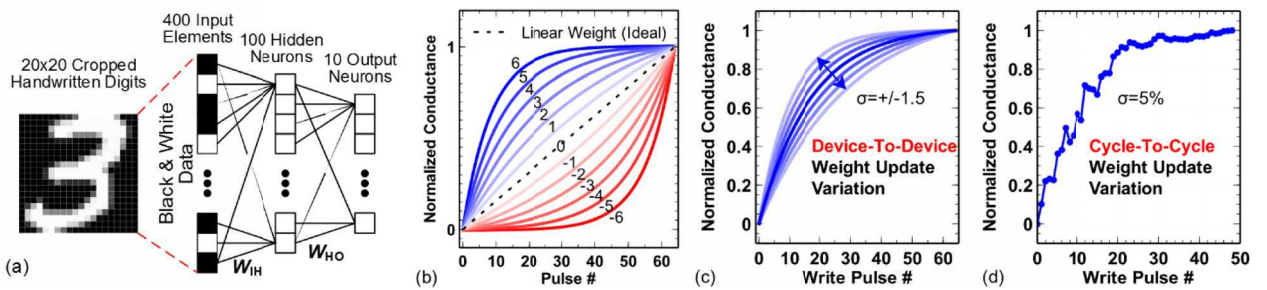 (a)
20x20 Cropped
Handwritten Digits
400 Input
Elements
100 Hidden
Neurons
10 Output
Neurons
Black & White
Data
WIH
WHO
(b)
Normalized Conductance
1
0
Linear Weight (Ideal)
6
5
4
3
2
1
0
-1
-2
-3
-4
-5
-6
0 10 20 30 40 50 60
Pulse #
(c)
Normalized Conductance
1
0.8
0.6
0.4
0.2
0
σ=+/-1.5
Device-To-Device
Weight Update
Variation
0 20 40 60
Write Pulse #
(d)
Normalized Conductance
1
0.8
0.6
0.4
0.2
0
σ=5%
Cycle-To-Cycle
Weight Update
Variation
0 10 20 30 40 50
Write Pulse #